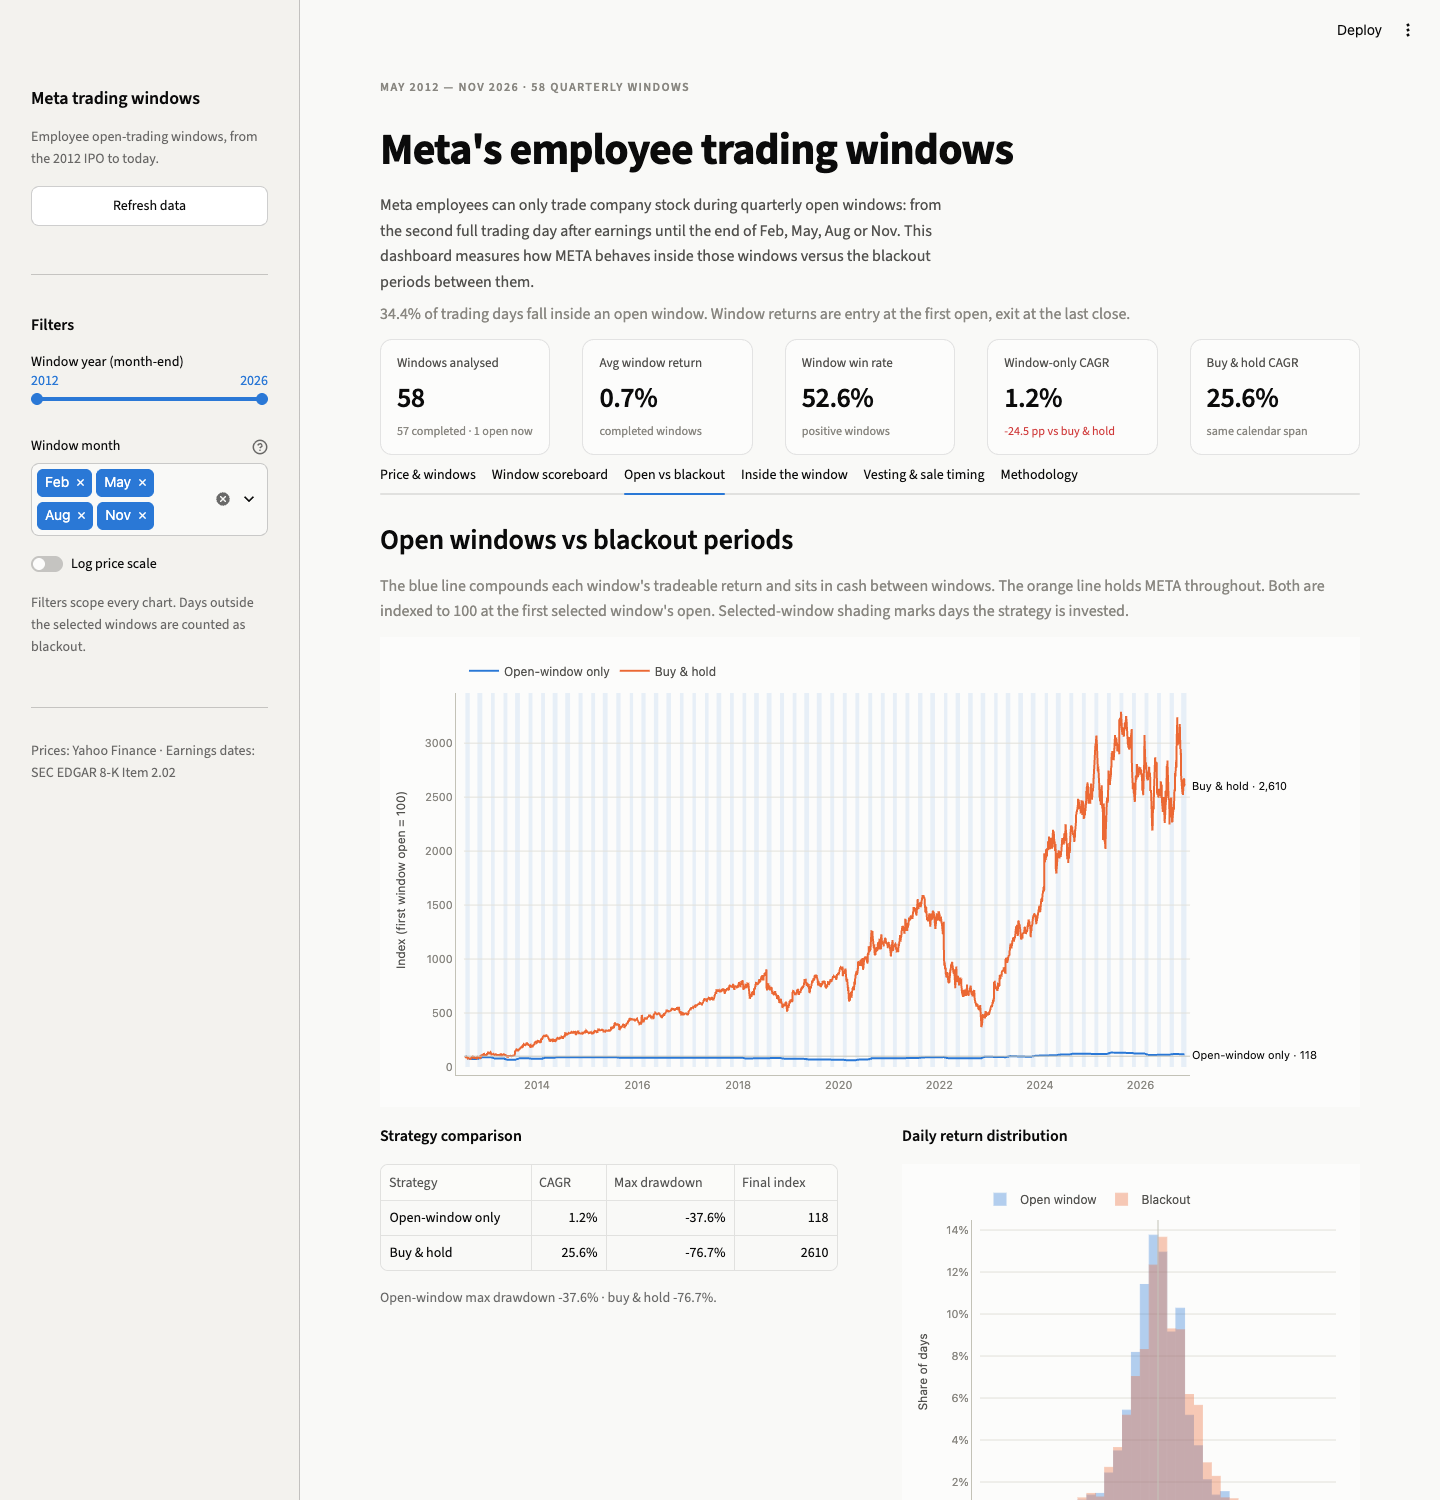 Deploy
Meta trading windows
Employee open-trading windows, from
the 2012 IPO to today.
Refresh data
Filters
Window year (month-end)
2012 2026
Window month
Feb × May ×
Aug × Nov ×
Log price scale
Filters scope every chart. Days outside
the selected windows are counted as
blackout.
Prices: Yahoo Finance · Earnings dates:
SEC EDGAR 8-K Item 2.02
MAY 2012 — NOV 2026 · 58 QUARTERLY WINDOWS
Meta's employee trading windows
Meta employees can only trade company stock during quarterly open windows: from
the second full trading day after earnings until the end of Feb, May, Aug or Nov. This
dashboard measures how META behaves inside those windows versus the blackout
periods between them.
34.4% of trading days fall inside an open window. Window returns are entry at the first open, exit at the last close.
Windows analysed
58
57 completed · 1 open now
Avg window return
0.7%
completed windows
Window win rate
52.6%
positive windows
Window-only CAGR
1.2%
-24.5 pp vs buy & hold
Buy & hold CAGR
25.6%
same calendar span
Price & windows Window scoreboard Open vs blackout Inside the window Vesting & sale timing Methodology
Open windows vs blackout periods
The blue line compounds each window's tradeable return and sits in cash between windows. The orange line holds META throughout. Both are
indexed to 100 at the first selected window's open. Selected-window shading marks days the strategy is invested.
Open-window only Buy & hold
Index (first window open = 100)
3000
2500
2000
1500
1000
500
0
Buy & hold · 2,610
Open-window only · 118
2014 2016 2018 2020 2022 2024 2026
Strategy comparison
Strategy CAGR Max drawdown Final index
Open-window only 1.2% -37.6% 118
Buy & hold 25.6% -76.7% 2610
Open-window max drawdown -37.6% · buy & hold -76.7%.
Daily return distribution
Open window Blackout
Share of days
14%
12%
10%
8%
6%
4%
2%